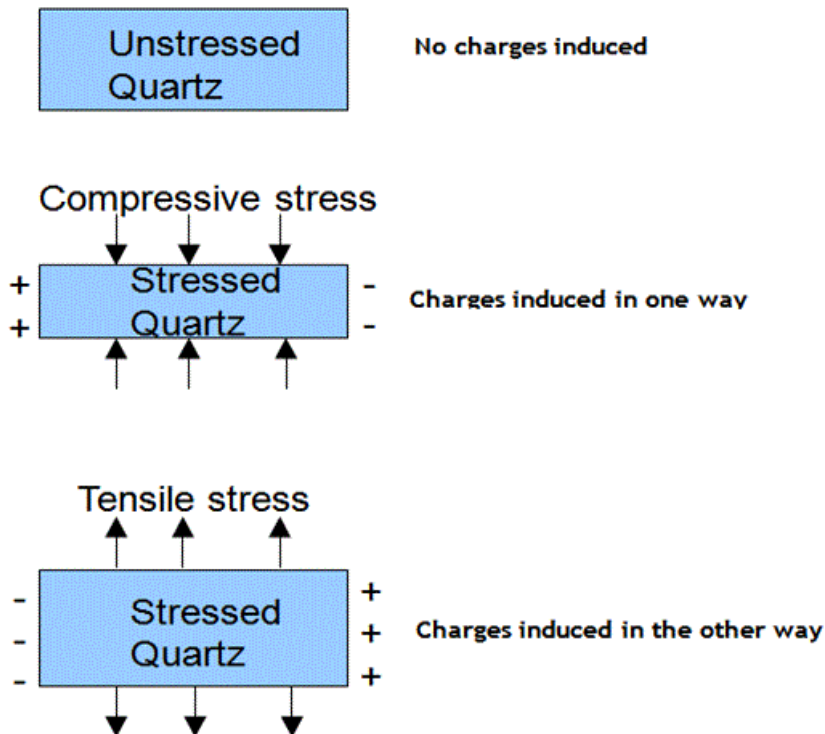 Unstressed
Quartz
No charges induced
Compressive stress
+ Stressed -
+ Quartz -
Charges induced in one way
Tensile stress
- +
- Stressed +
Quartz
- +
Charges induced in the other way